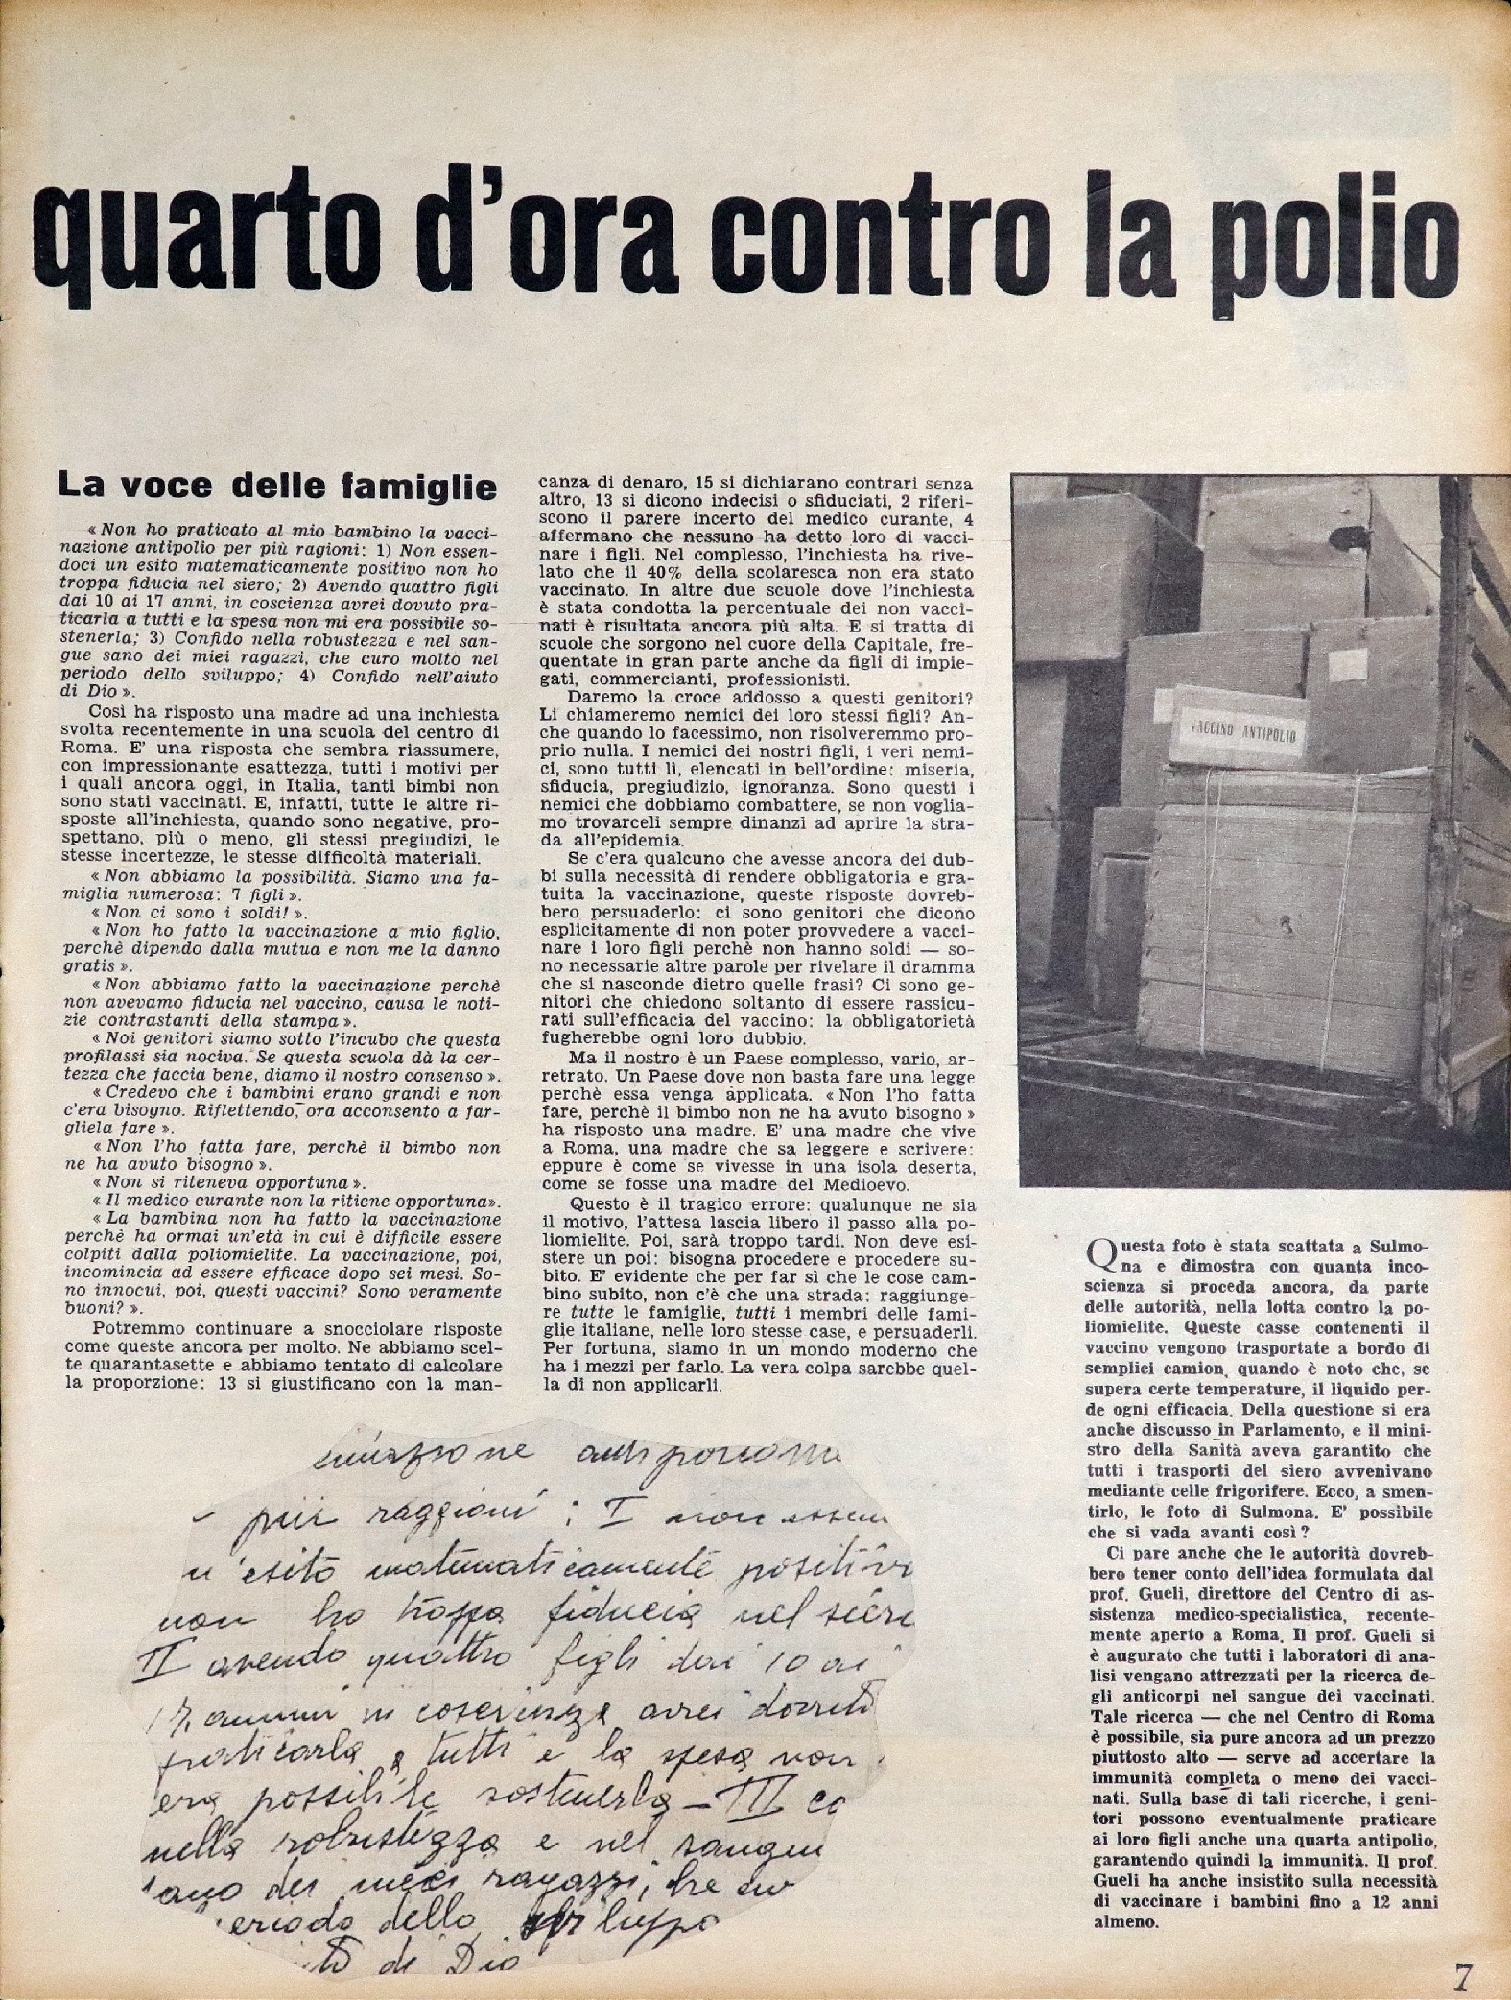 quarto d'ora contro la polio
La voce delle famiglie
« Non ho praticato al mio bambino la vacci-
nazione antipolio per più ragioni: 1) Non essen-
doci un esito matematicamente positivo non ho
troppa fiducia nel siero; 2) Avendo quattro figli
dai 10 ai 17 anni, in coscienza avrei dovuto pra-
ticarla a tutti e la spesa non mi era possibile so-
stenerla; 3) Confido nella robustezza e nel san-
gue sano dei miei ragazzi, che curo molto nel
periodo dello sviluppo; 4) Confido nell'aiuto
di Dio ».
Così ha risposto una madre ad una inchiesta
svolta recentemente in una scuola del centro di
Roma. E' una risposta che sembra riassumere,
con impressionante esattezza, tutti i motivi per
i quali ancora oggi, in Italia, tanti bimbi non
sono stati vaccinati. E, infatti, tutte le altre ri-
sposte all'inchiesta, quando sono negative, pro-
spettano, più o meno, gli stessi pregiudizi, le
stesse incertezze, le stesse difficoltà materiali.
« Non abbiamo la possibilità. Siamo una fa-
miglia numerosa: 7 figli ».
« Non ci sono i soldi! ».
« Non ho fatto la vaccinazione a mio figlio,
perchè dipendo dalla mutua e non me la danno
gratis ».
« Non abbiamo fatto la vaccinazione perchè
non avevamo fiducia nel vaccino, causa le noti-
zie contrastanti della stampa ».
« Noi genitori siamo sotto l'incubo che questa
profilassi sia nociva. Se questa scuola dà la cer-
tezza che faccia bene, diamo il nostro consenso ».
« Credevo che i bambini erano grandi e non
c'era bisogno. Riflettendo, ora acconsento a far-
gliela fare ».
« Non l'ho fatta fare, perchè il bimbo non
ne ha avuto bisogno ».
« Non si riteneva opportuna ».
« Il medico curante non la ritiene opportuna».
« La bambina non ha fatto la vaccinazione
perchè ha ormai un'età in cui è difficile essere
colpiti dalla poliomielite. La vaccinazione, poi,
incomincia ad essere efficace dopo sei mesi. So-
no innocui, poi, questi vaccini? Sono veramente
buoni? ».
Potremmo continuare a snocciolare risposte
come queste ancora per molto. Ne abbiamo scel-
te quarantasette e abbiamo tentato di calcolare
la proporzione: 13 si giustificano con la man-
canza di denaro, 15 si dichiarano contrari senza
altro, 13 si dicono indecisi o sfiduciati, 2 riferi-
scono il parere incerto del medico curante, 4
affermano che nessuno ha detto loro di vacci-
nare i figli. Nel complesso, l'inchiesta ha rive-
lato che il 40% della scolaresca non era stato
vaccinato. In altre due scuole dove l'inchiesta
è stata condotta la percentuale dei non vacci-
nati è risultata ancora più alta. E si tratta di
scuole che sorgono nel cuore della Capitale, fre-
quentate in gran parte anche da figli di impie-
gati, commercianti, professionisti.
Daremo la croce addosso a questi genitori?
Li chiameremo nemici dei loro stessi figli? An-
che quando lo facessimo, non risolveremmo pro-
prio nulla. I nemici dei nostri figli, i veri nemi-
ci, sono tutti lì, elencati in bell'ordine: miseria,
sfiducia, pregiudizio, ignoranza. Sono questi i
nemici che dobbiamo combattere, se non voglia-
mo trovarceli sempre dinanzi ad aprire la stra-
da all'epidemia.
Se c'era qualcuno che avesse ancora dei dub-
bi sulla necessità di rendere obbligatoria e gra-
tuita la vaccinazione, queste risposte dovreb-
bero persuaderlo: ci sono genitori che dicono
esplicitamente di non poter provvedere a vacci-
nare i loro figli perchè non hanno soldi — so-
no necessarie altre parole per rivelare il dramma
che si nasconde dietro quelle frasi? Ci sono ge-
nitori che chiedono soltanto di essere rassicu-
rati sull'efficacia del vaccino: la obbligatorietà
fugherebbe ogni loro dubbio.
Ma il nostro è un Paese complesso, vario, ar-
retrato. Un Paese dove non basta fare una legge
perchè essa venga applicata. « Non l'ho fatta
fare, perchè il bimbo non ne ha avuto bisogno »
ha risposto una madre. E' una madre che vive
a Roma, una madre che sa leggere e scrivere:
eppure è come se vivesse in una isola deserta,
come se fosse una madre del Medioevo.
Questo è il tragico errore: qualunque ne sia
il motivo, l'attesa lascia libero il passo alla po-
liomielite. Poi, sarà troppo tardi. Non deve esi-
stere un poi: bisogna procedere e procedere su-
bito. E' evidente che per far sì che le cose cam-
bino subito, non c'è che una strada: raggiunge-
re tutte le famiglie, tutti i membri delle fami-
glie italiane, nelle loro stesse case, e persuaderli.
Per fortuna, siamo in un mondo moderno che
ha i mezzi per farlo. La vera colpa sarebbe quel-
la di non applicarli.
VACCINO ANTIPOLIO
Questa foto è stata scattata a Sulmo-
na e dimostra con quanta inco-
scienza si proceda ancora, da parte
delle autorità, nella lotta contro la po-
liomielite. Queste casse contenenti il
vaccino vengono trasportate a bordo di
semplici camion, quando è noto che, se
supera certe temperature, il liquido per-
de ogni efficacia. Della questione si era
anche discusso in Parlamento, e il mini-
stro della Sanità aveva garantito che
tutti i trasporti del siero avvenivano
mediante celle frigorifere. Ecco, a smen-
tirlo, le foto di Sulmona. E' possibile
che si vada avanti così?
Ci pare anche che le autorità dovreb-
bero tener conto dell'idea formulata dal
prof. Gueli, direttore del Centro di as-
sistenza medico-specialistica, recente-
mente aperto a Roma. Il prof. Gueli si
è augurato che tutti i laboratori di ana-
lisi vengano attrezzati per la ricerca de-
gli anticorpi nel sangue dei vaccinati.
Tale ricerca — che nel Centro di Roma
è possibile, sia pure ancora ad un prezzo
piuttosto alto — serve ad accertare la
immunità completa o meno dei vacci-
nati. Sulla base di tali ricerche, i geni-
tori possono eventualmente praticare
ai loro figli anche una quarta antipolio,
garantendo quindi la immunità. Il prof.
Gueli ha anche insistito sulla necessità
di vaccinare i bambini fino a 12 anni
almeno.
più raggioni : I non essen
n'esito matematicamente positiv
non ho troppa fiducia nel sier
II avendo quattro figli dai 10 ai
17 anni in coscienza avrei dovuto
praticarla a tutti e la spesa non
era possibile sostenerla - III co
nella robustezza e nel sangue
sano dei miei ragazzi, che cu
eriodo dello sviluppo
di Dio
7